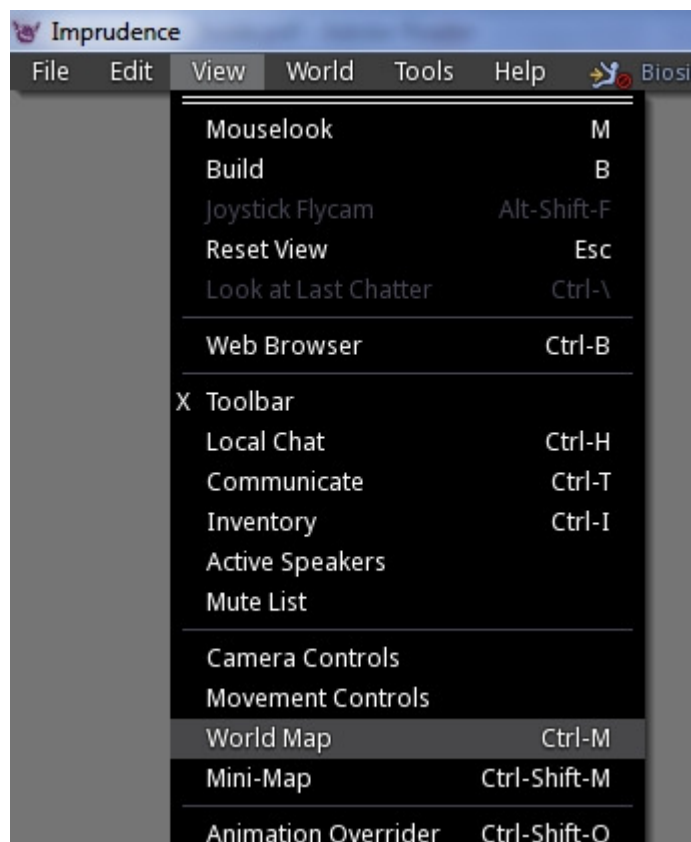 Imprudence
File Edit View World Tools Help Biosi
Mouselook M
Build B
Joystick Flycam Alt-Shift-F
Reset View Esc
Look at Last Chatter Ctrl-\
Web Browser Ctrl-B
X Toolbar
Local Chat Ctrl-H
Communicate Ctrl-T
Inventory Ctrl-I
Active Speakers
Mute List
Camera Controls
Movement Controls
World Map Ctrl-M
Mini-Map Ctrl-Shift-M
Animation Overrider Ctrl-Shift-O